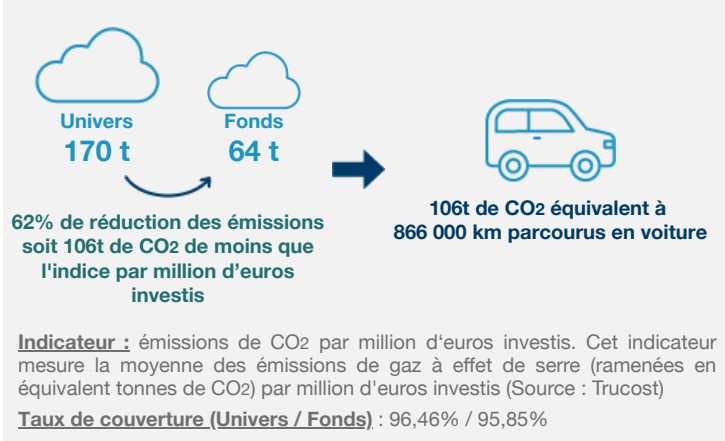 Univers
170 t
Fonds
64 t
62% de réduction des émissions
soit 106t de CO2 de moins que
l'indice par million d’euros
investis
106t de CO2 équivalent à
866 000 km parcourus en voiture
Indicateur : émissions de CO2 par million d‘euros investis. Cet indicateur
mesure la moyenne des émissions de gaz à effet de serre (ramenées en
équivalent tonnes de CO2) par million d'euros investis (Source : Trucost)
Taux de couverture (Univers / Fonds) : 96,46% / 95,85%